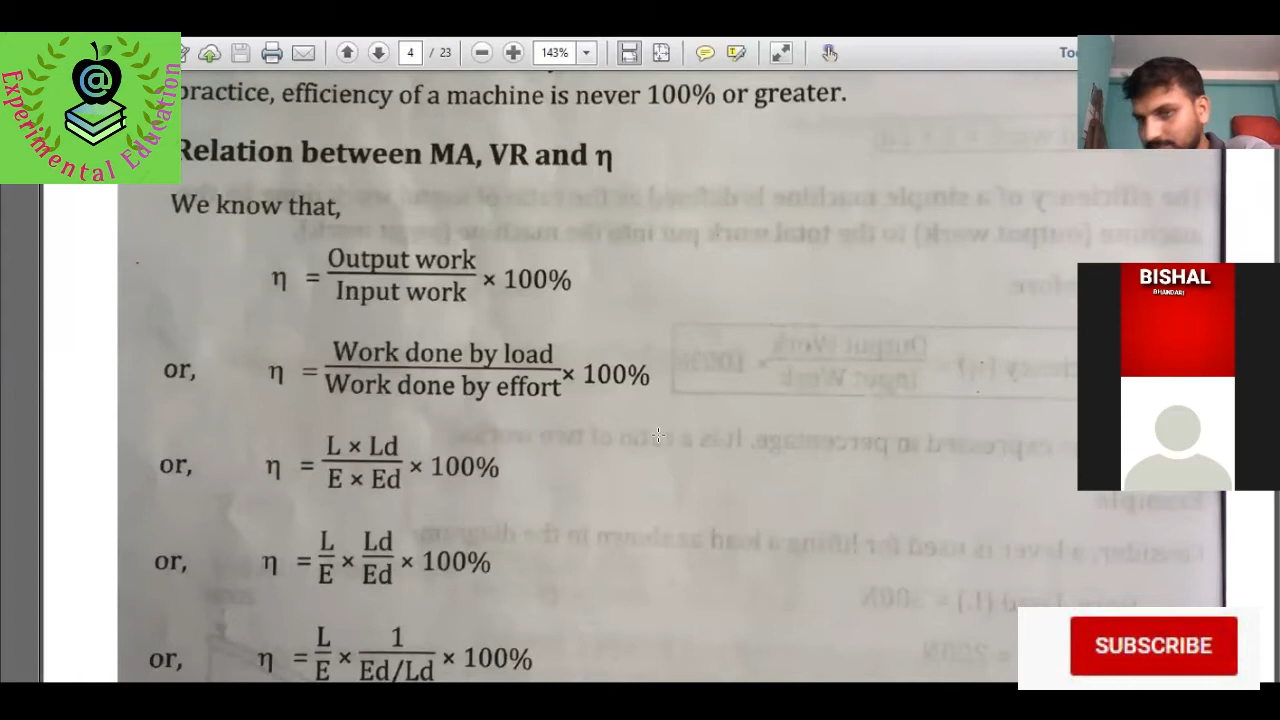 Experimental Education
@
4 / 23
143%
practice, efficiency of a machine is never 100% or greater.
Relation between MA, VR and η
We know that,
η = Output work / Input work × 100%
or, η = Work done by load / Work done by effort × 100%
or, η = L × Ld / E × Ed × 100%
or, η = L/E × Ld/Ed × 100%
or, η = L/E × 1 / Ed/Ld × 100%
BISHAL
BHANDARI
SUBSCRIBE